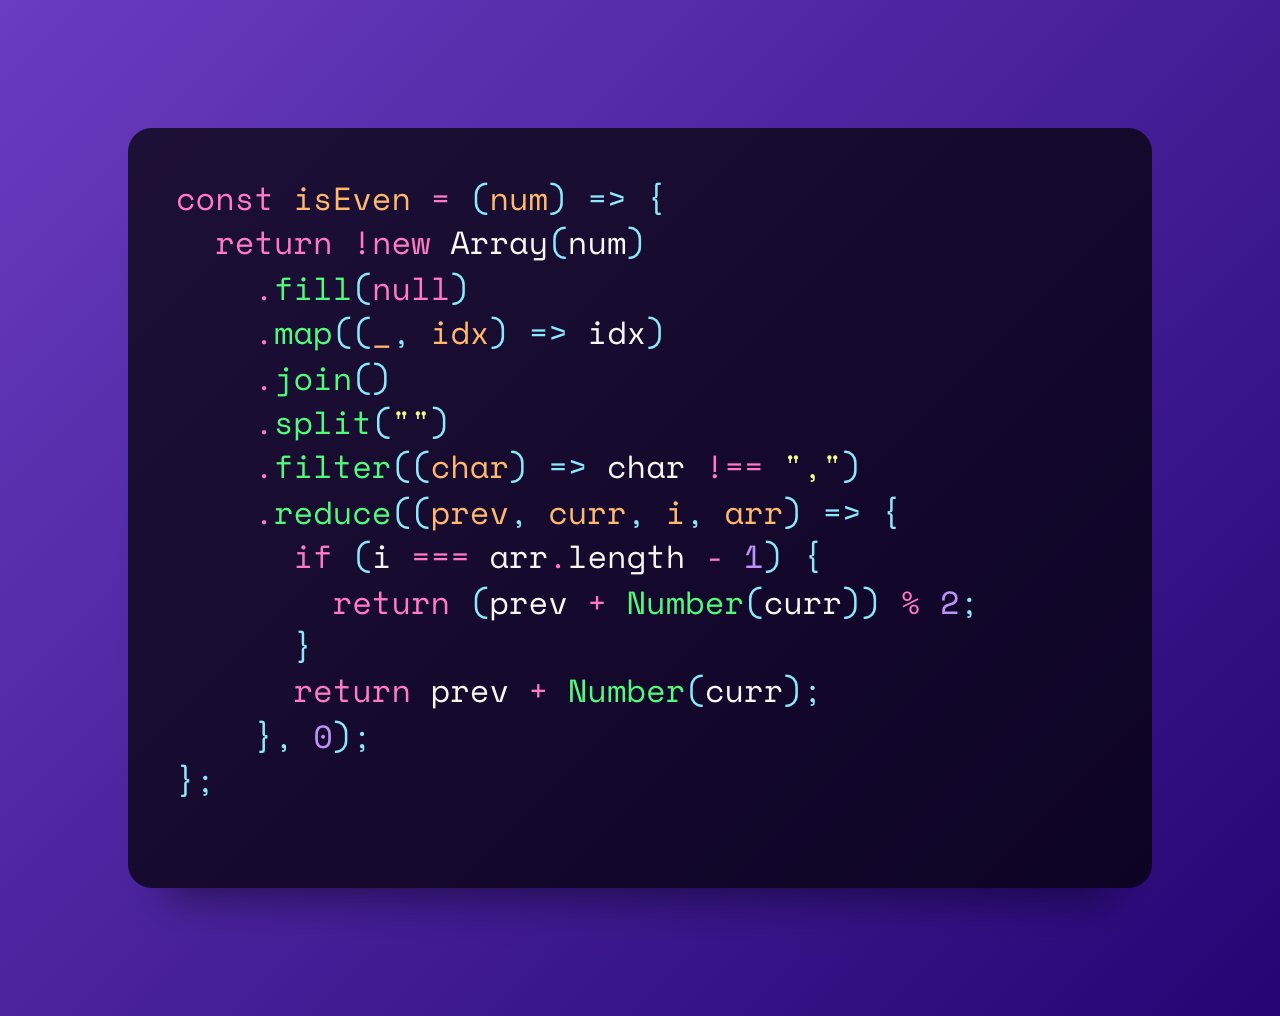 const isEven = (num) => {
  return !new Array(num)
    .fill(null)
    .map((_, idx) => idx)
    .join()
    .split("")
    .filter((char) => char !== ",")
    .reduce((prev, curr, i, arr) => {
      if (i === arr.length - 1) {
        return (prev + Number(curr)) % 2;
      }
      return prev + Number(curr);
    }, 0);
};